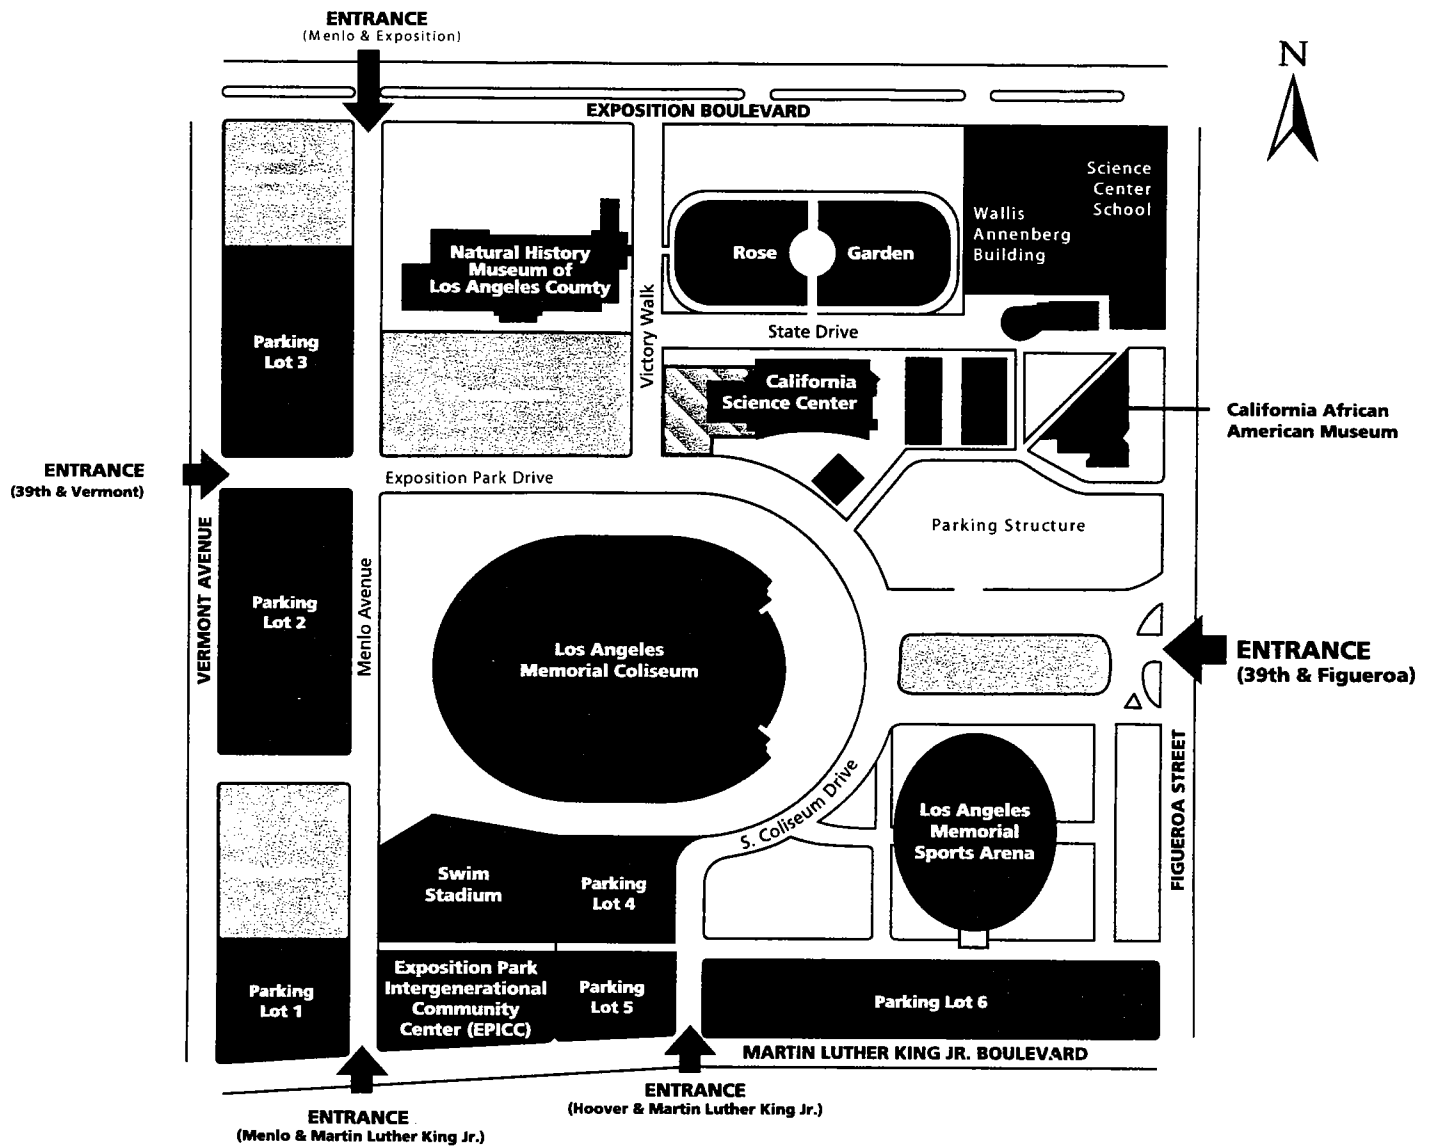 ENTRANCE
(Menlo & Exposition)
N
EXPOSITION BOULEVARD
Science
Center
School
Wallis
Annenberg
Building
Natural History
Museum of
Los Angeles County
Rose
Garden
Victory Walk
State Drive
Parking
Lot 3
California
Science Center
California African
American Museum
ENTRANCE
(39th & Vermont)
Exposition Park Drive
Parking Structure
VERMONT AVENUE
Menlo Avenue
Parking
Lot 2
Los Angeles
Memorial Coliseum
ENTRANCE
(39th & Figueroa)
FIGUEROA STREET
S. Coliseum Drive
Los Angeles
Memorial
Sports Arena
Swim
Stadium
Parking
Lot 4
Parking
Lot 1
Exposition Park
Intergenerational
Community
Center (EPICC)
Parking
Lot 5
Parking Lot 6
MARTIN LUTHER KING JR. BOULEVARD
ENTRANCE
(Hoover & Martin Luther King Jr.)
ENTRANCE
(Menlo & Martin Luther King Jr.)